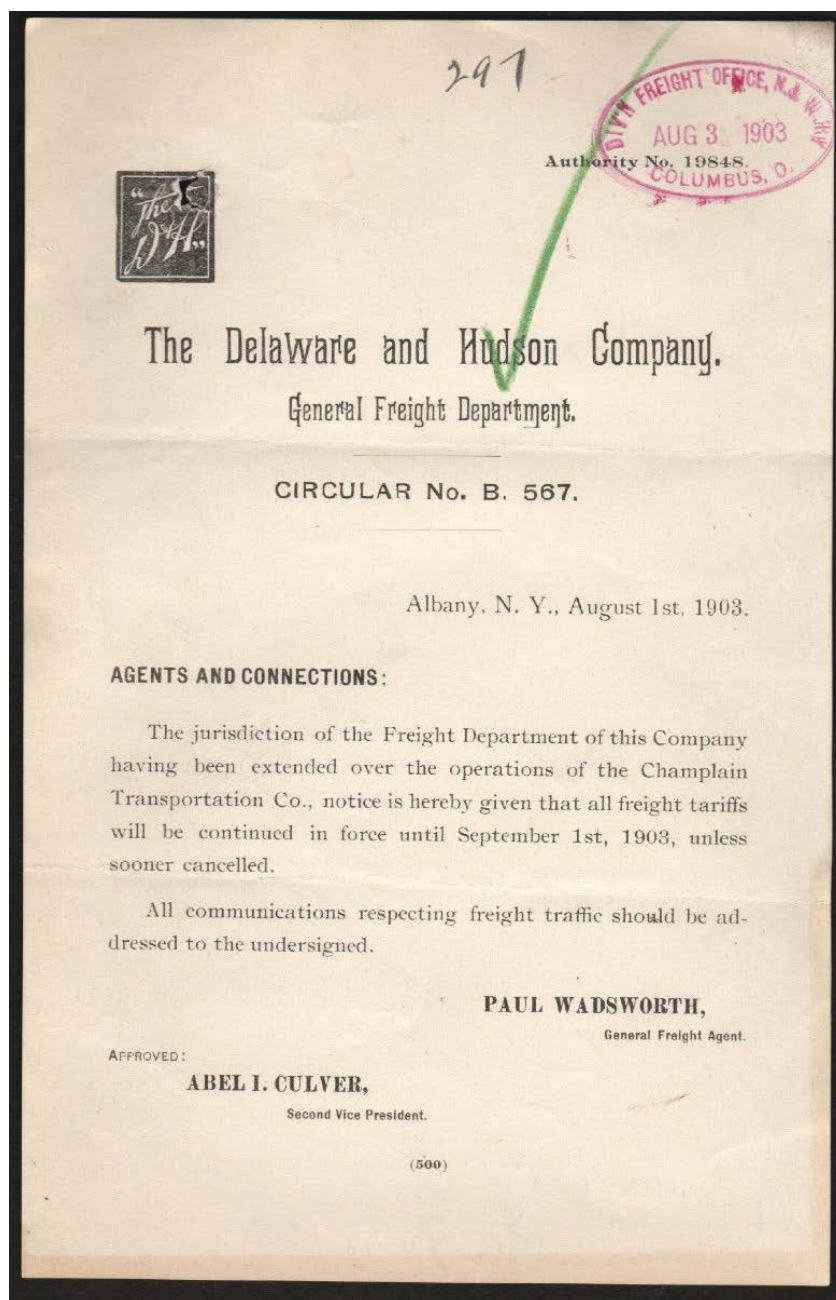 297
DIV'N FREIGHT OFFICE, N. & W. Ry
AUG 3 1903
COLUMBUS, O.
Authority No. 19848.
"The
D & H"
The Delaware and Hudson Company.
General Freight Department.
CIRCULAR No. B. 567.
Albany, N. Y., August 1st, 1903.
AGENTS AND CONNECTIONS:
The jurisdiction of the Freight Department of this Company
having been extended over the operations of the Champlain
Transportation Co., notice is hereby given that all freight tariffs
will be continued in force until September 1st, 1903, unless
sooner cancelled.
All communications respecting freight traffic should be ad-
dressed to the undersigned.
PAUL WADSWORTH,
General Freight Agent.
APPROVED:
ABEL I. CULVER,
Second Vice President.
(500)